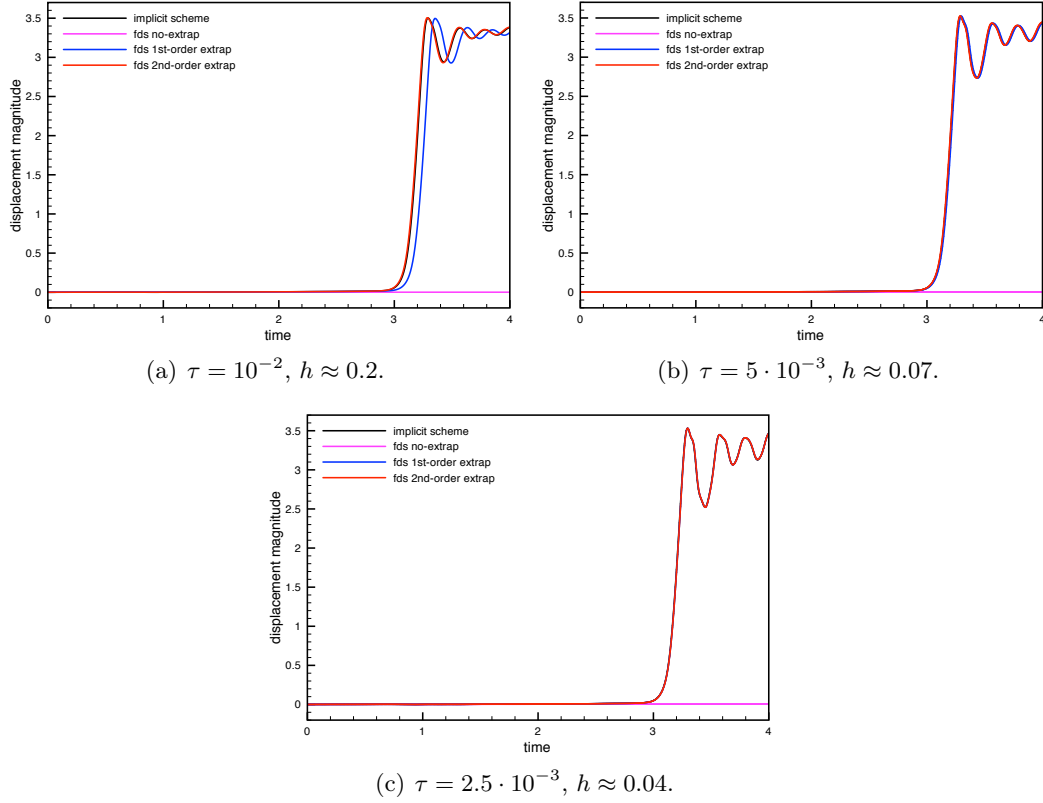 implicit scheme
fds no-extrap
fds 1st-order extrap
fds 2nd-order extrap
displacement magnitude
3.5
3
2.5
2
1.5
1
0.5
0
0 1 2 3 4
time
(a) τ = 10⁻², h ≈ 0.2.
implicit scheme
fds no-extrap
fds 1st-order extrap
fds 2nd-order extrap
displacement magnitude
3.5
3
2.5
2
1.5
1
0.5
0
0 1 2 3 4
time
(b) τ = 5 · 10⁻³, h ≈ 0.07.
implicit scheme
fds no-extrap
fds 1st-order extrap
fds 2nd-order extrap
displacement magnitude
3.5
3
2.5
2
1.5
1
0.5
0
0 1 2 3 4
time
(c) τ = 2.5 · 10⁻³, h ≈ 0.04.